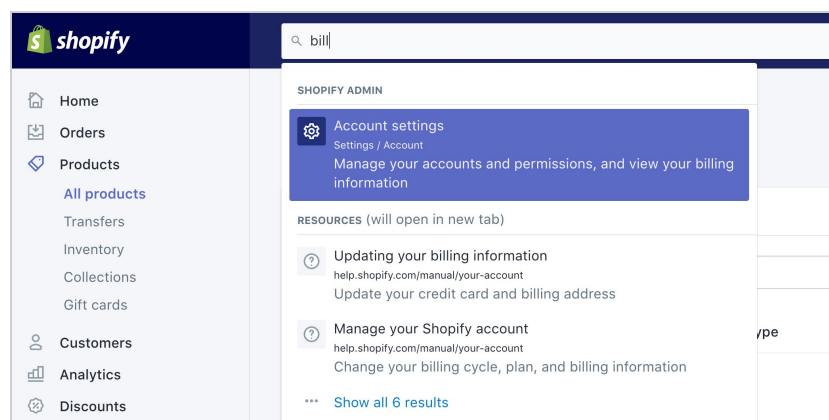 shopify
bill
Home
Orders
Products
All products
Transfers
Inventory
Collections
Gift cards
Customers
Analytics
Discounts
SHOPIFY ADMIN
Account settings
Settings / Account
Manage your accounts and permissions, and view your billing
information
RESOURCES (will open in new tab)
Updating your billing information
help.shopify.com/manual/your-account
Update your credit card and billing address
Manage your Shopify account
help.shopify.com/manual/your-account
Change your billing cycle, plan, and billing information
Show all 6 results
ype